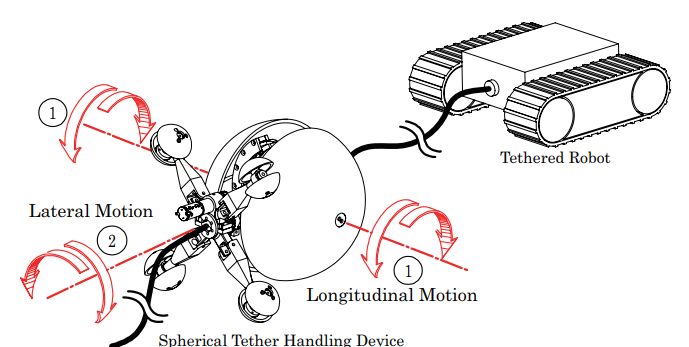 1
Tethered Robot
Lateral Motion
2
1
Longitudinal Motion
Spherical Tether Handling Device